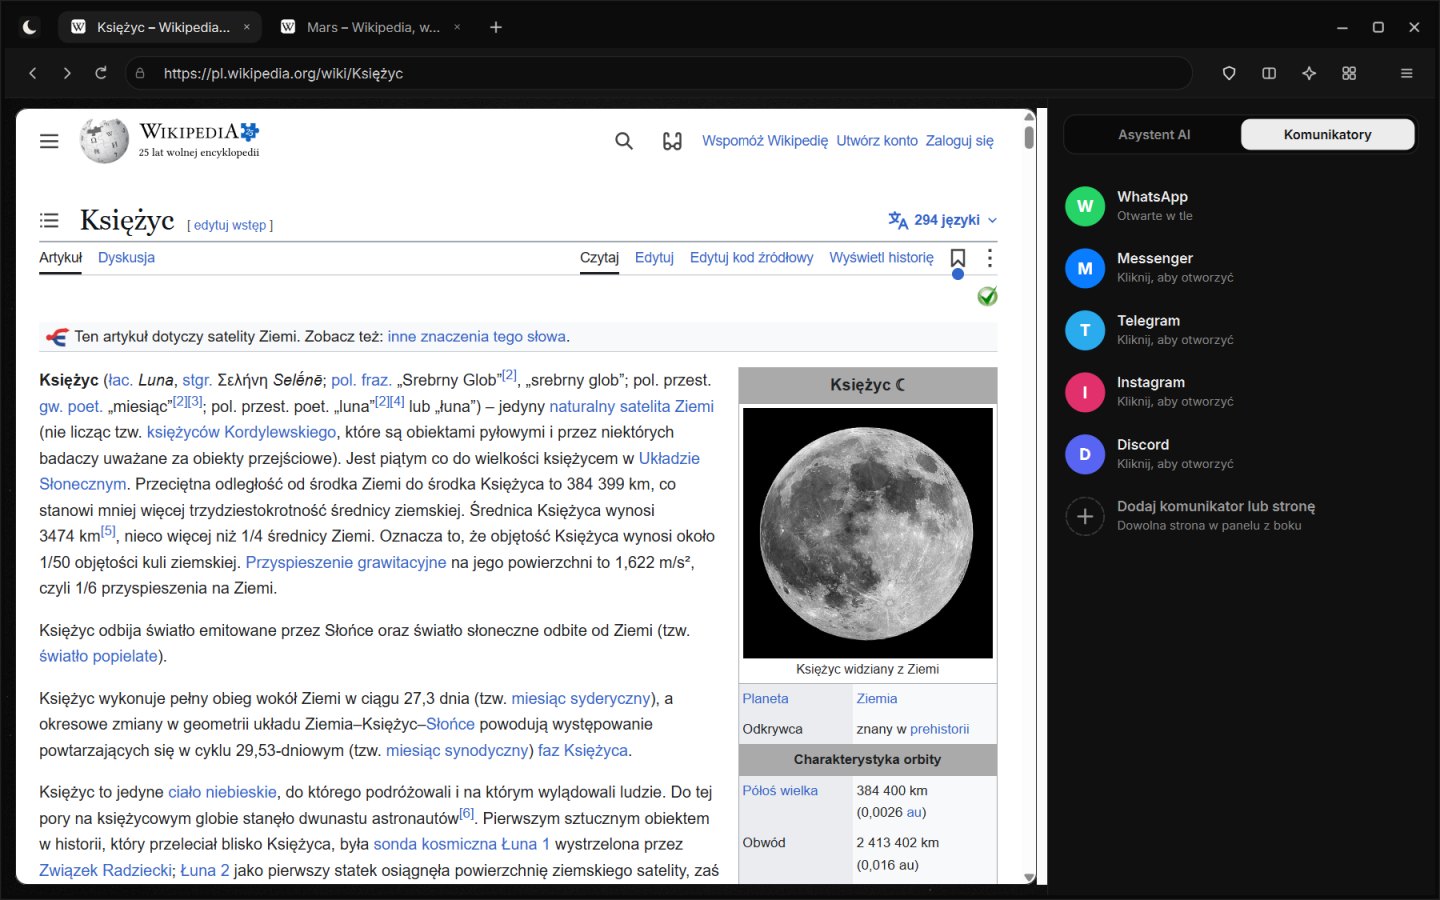 Księżyc – Wikipedia...
Mars – Wikipedia, w...
https://pl.wikipedia.org/wiki/Księżyc
WIKIPEDIA
25 lat wolnej encyklopedii
Wspomóż Wikipedię Utwórz konto Zaloguj się
Księżyc [ edytuj wstęp ]
294 języki
Artykuł Dyskusja
Czytaj Edytuj Edytuj kod źródłowy Wyświetl historię
Ten artykuł dotyczy satelity Ziemi. Zobacz też: inne znaczenia tego słowa.
Księżyc (łac. Luna, stgr. Σελήνη Selḗnē; pol. fraz. „Srebrny Glob”[2], „srebrny glob”; pol. przest.
gw. poet. „miesiąc”[2][3]; pol. przest. poet. „luna”[2][4] lub „łuna”) – jedyny naturalny satelita Ziemi
(nie licząc tzw. księżyców Kordylewskiego, które są obiektami pyłowymi i przez niektórych
badaczy uważane za obiekty przejściowe). Jest piątym co do wielkości księżycem w Układzie
Słonecznym. Przeciętna odległość od środka Ziemi do środka Księżyca to 384 399 km, co
stanowi mniej więcej trzydziestokrotność średnicy ziemskiej. Średnica Księżyca wynosi
3474 km[5], nieco więcej niż 1/4 średnicy Ziemi. Oznacza to, że objętość Księżyca wynosi około
1/50 objętości kuli ziemskiej. Przyspieszenie grawitacyjne na jego powierzchni to 1,622 m/s²,
czyli 1/6 przyspieszenia na Ziemi.
Księżyc odbija światło emitowane przez Słońce oraz światło słoneczne odbite od Ziemi (tzw.
światło popielate).
Księżyc wykonuje pełny obieg wokół Ziemi w ciągu 27,3 dnia (tzw. miesiąc syderyczny), a
okresowe zmiany w geometrii układu Ziemia–Księżyc–Słońce powodują występowanie
powtarzających się w cyklu 29,53-dniowym (tzw. miesiąc synodyczny) faz Księżyca.
Księżyc to jedyne ciało niebieskie, do którego podróżowali i na którym wylądowali ludzie. Do tej
pory na księżycowym globie stanęło dwunastu astronautów[6]. Pierwszym sztucznym obiektem
w historii, który przeleciał blisko Księżyca, była sonda kosmiczna Łuna 1 wystrzelona przez
Związek Radziecki; Łuna 2 jako pierwszy statek osiągnęła powierzchnię ziemskiego satelity, zaś
Księżyc ☾
Księżyc widziany z Ziemi
Planeta Ziemia
Odkrywca znany w prehistorii
Charakterystyka orbity
Półoś wielka 384 400 km
(0,0026 au)
Obwód 2 413 402 km
(0,016 au)
Asystent AI Komunikatory
W WhatsApp
Otwarte w tle
M Messenger
Kliknij, aby otworzyć
T Telegram
Kliknij, aby otworzyć
I Instagram
Kliknij, aby otworzyć
D Discord
Kliknij, aby otworzyć
Dodaj komunikator lub stronę
Dowolna strona w panelu z boku